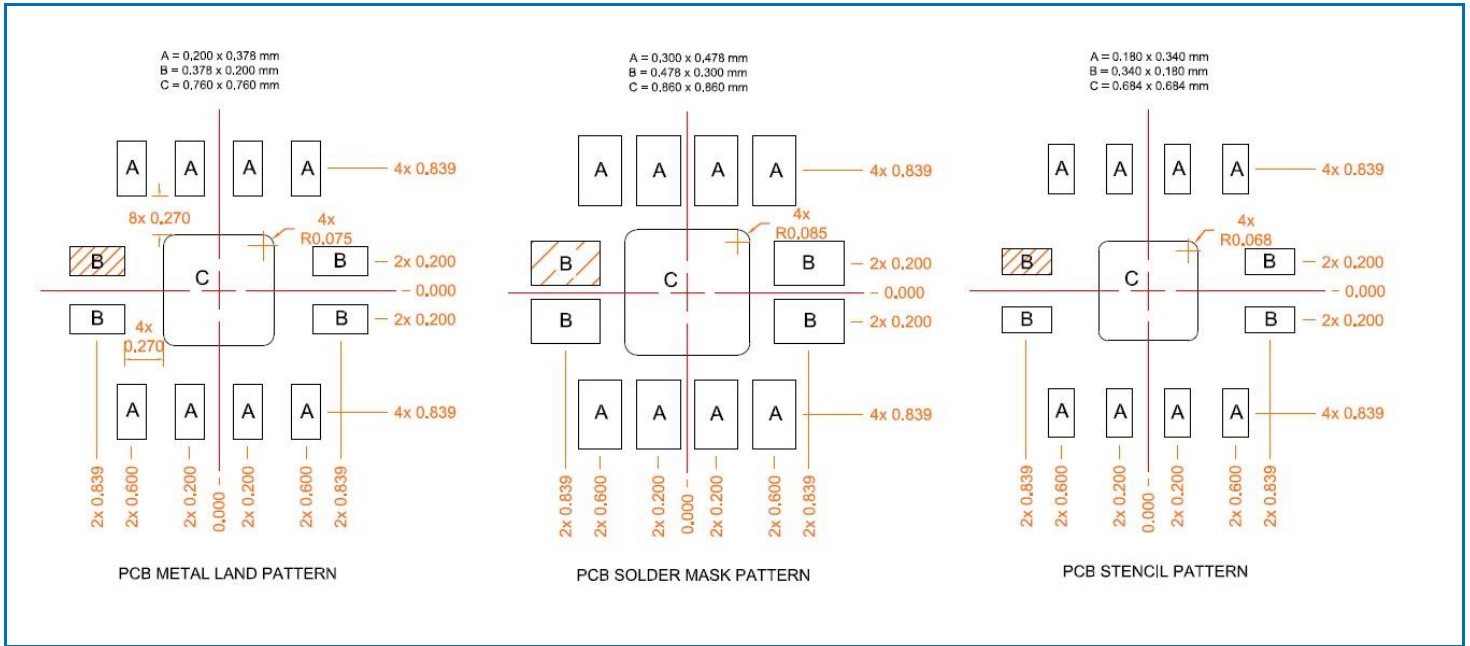 A = 0.200 x 0.378 mm
B = 0.378 x 0.200 mm
C = 0.760 x 0.760 mm
A A A A
4x 0.839
8x 0.270
4x
R0.075
B
C
B
2x 0.200
0.000
B
B
2x 0.200
4x
0.270
A A A A
4x 0.839
2x 0.839
2x 0.600
2x 0.200
0.000
2x 0.200
2x 0.600
2x 0.839
PCB METAL LAND PATTERN
A = 0.300 x 0.478 mm
B = 0.478 x 0.300 mm
C = 0.860 x 0.860 mm
A A A A
4x 0.839
4x
R0.085
B
C
B
2x 0.200
0.000
B
B
2x 0.200
A A A A
4x 0.839
2x 0.839
2x 0.600
2x 0.200
0.000
2x 0.200
2x 0.600
2x 0.839
PCB SOLDER MASK PATTERN
A = 0.180 x 0.340 mm
B = 0.340 x 0.180 mm
C = 0.684 x 0.684 mm
A A A A
4x 0.839
4x
R0.068
B
C
B
2x 0.200
0.000
B
B
2x 0.200
A A A A
4x 0.839
2x 0.839
2x 0.600
2x 0.200
0.000
2x 0.200
2x 0.600
2x 0.839
PCB STENCIL PATTERN